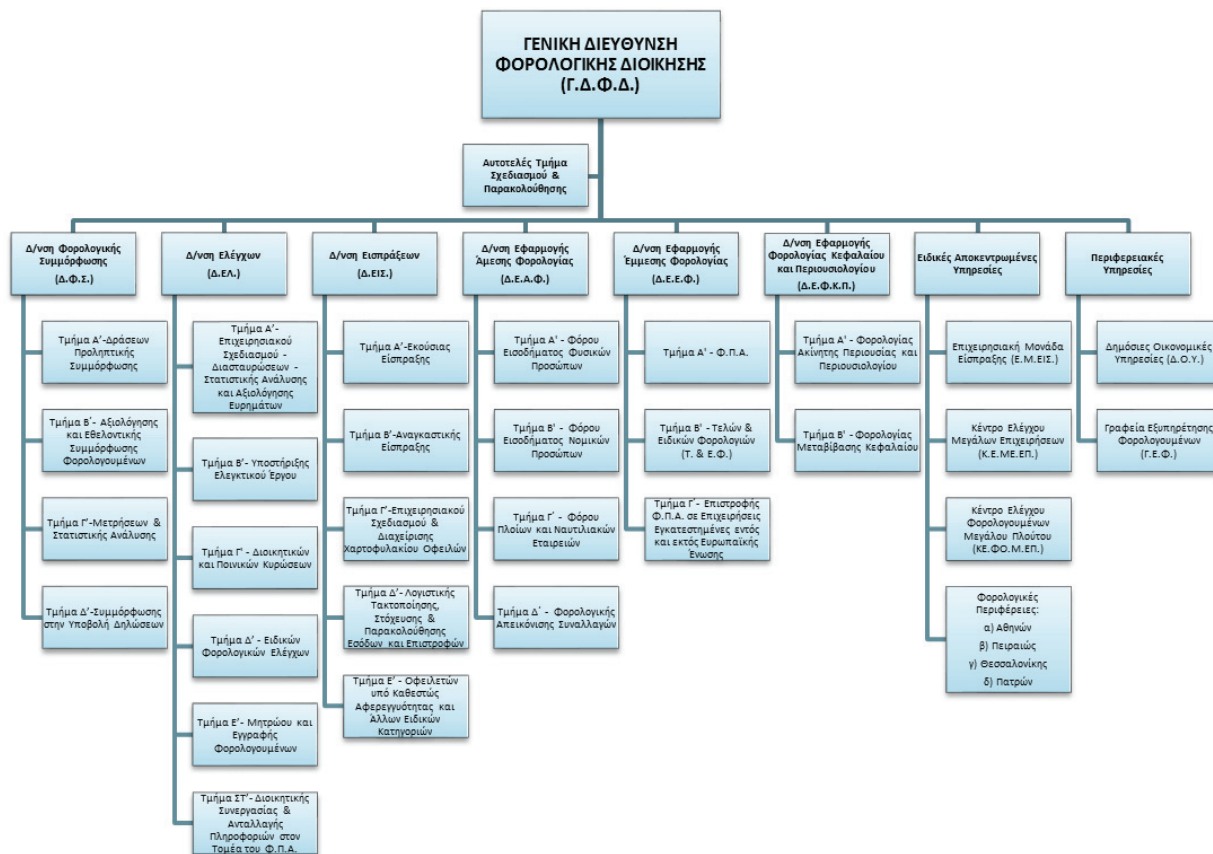 ΓΕΝΙΚΗ ΔΙΕΥΘΥΝΣΗ
ΦΟΡΟΛΟΓΙΚΗΣ ΔΙΟΙΚΗΣΗΣ
(Γ.Δ.Φ.Δ.)
Αυτοτελές Τμήμα
Σχεδιασμού &
Παρακολούθησης
Δ/νση Φορολογικής
Συμμόρφωσης
(Δ.Φ.Σ.)
Τμήμα Α’-Δράσεων
Προληπτικής
Συμμόρφωσης
Τμήμα Β΄- Αξιολόγησης
και Εθελοντικής
Συμμόρφωσης
Φορολογουμένων
Τμήμα Γ’-Μετρήσεων &
Στατιστικής Ανάλυσης
Τμήμα Δ’-Συμμόρφωσης
στην Υποβολή Δηλώσεων
Δ/νση Ελέγχων
(Δ.ΕΛ.)
Τμήμα Α’-
Επιχειρησιακού
Σχεδιασμού -
Διασταυρώσεων -
Στατιστικής Ανάλυσης
και Αξιολόγησης
Ευρημάτων
Τμήμα Β’- Υποστήριξης
Ελεγκτικού Έργου
Τμήμα Γ' - Διοικητικών
και Ποινικών Κυρώσεων
Τμήμα Δ’ - Ειδικών
Φορολογικών Ελέγχων
Τμήμα Ε’- Μητρώου και
Εγγραφής
Φορολογουμένων
Τμήμα ΣΤ’- Διοικητικής
Συνεργασίας &
Ανταλλαγής
Πληροφοριών στον
Τομέα του Φ.Π.Α.
Δ/νση Εισπράξεων
(Δ.ΕΙΣ.)
Τμήμα Α’-Εκούσιας
Είσπραξης
Τμήμα Β’-Αναγκαστικής
Είσπραξης
Τμήμα Γ’-Επιχειρησιακού
Σχεδιασμού &
Διαχείρισης
Χαρτοφυλακίου Οφειλών
Τμήμα Δ’- Λογιστικής
Τακτοποίησης,
Στόχευσης &
Παρακολούθησης
Εσόδων και Επιστροφών
Τμήμα Ε’ - Οφειλετών
υπό Καθεστώς
Αφερεγγυότητας και
Άλλων Ειδικών
Κατηγοριών
Δ/νση Εφαρμογής
Άμεσης Φορολογίας
(Δ.Ε.Α.Φ.)
Τμήμα Α' - Φόρου
Εισοδήματος Φυσικών
Προσώπων
Τμήμα Β' - Φόρου
Εισοδήματος Νομικών
Προσώπων
Τμήμα Γ΄ - Φόρου
Πλοίων και Ναυτιλιακών
Εταιρειών
Τμήμα Δ΄ - Φορολογικής
Απεικόνισης Συναλλαγών
Δ/νση Εφαρμογής
Έμμεσης Φορολογίας
(Δ.Ε.Ε.Φ.)
Τμήμα Α' - Φ.Π.Α.
Τμήμα Β' - Τελών &
Ειδικών Φορολογιών
(Τ. & Ε.Φ.)
Τμήμα Γ΄ - Επιστροφής
Φ.Π.Α. σε Επιχειρήσεις
Εγκατεστημένες εντός
και εκτός Ευρωπαϊκής
Ένωσης
Δ/νση Εφαρμογής
Φορολογίας Κεφαλαίου
και Περιουσιολογίου
(Δ.Ε.Φ.Κ.Π.)
Τμήμα Α' - Φορολογίας
Ακίνητης Περιουσίας και
Περιουσιολογίου
Τμήμα Β' - Φορολογίας
Μεταβίβασης Κεφαλαίου
Ειδικές Αποκεντρωμένες
Υπηρεσίες
Επιχειρησιακή Μονάδα
Είσπραξης (Ε.Μ.ΕΙΣ.)
Κέντρο Ελέγχου
Μεγάλων Επιχειρήσεων
(Κ.Ε.ΜΕ.ΕΠ.)
Κέντρο Ελέγχου
Φορολογουμένων
Μεγάλου Πλούτου
(ΚΕ.ΦΟ.Μ.ΕΠ.)
Φορολογικές
Περιφέρειες:
α) Αθηνών
β) Πειραιώς
γ) Θεσσαλονίκης
δ) Πατρών
Περιφερειακές
Υπηρεσίες
Δημόσιες Οικονομικές
Υπηρεσίες (Δ.Ο.Υ.)
Γραφεία Εξυπηρέτησης
Φορολογουμένων
(Γ.Ε.Φ.)